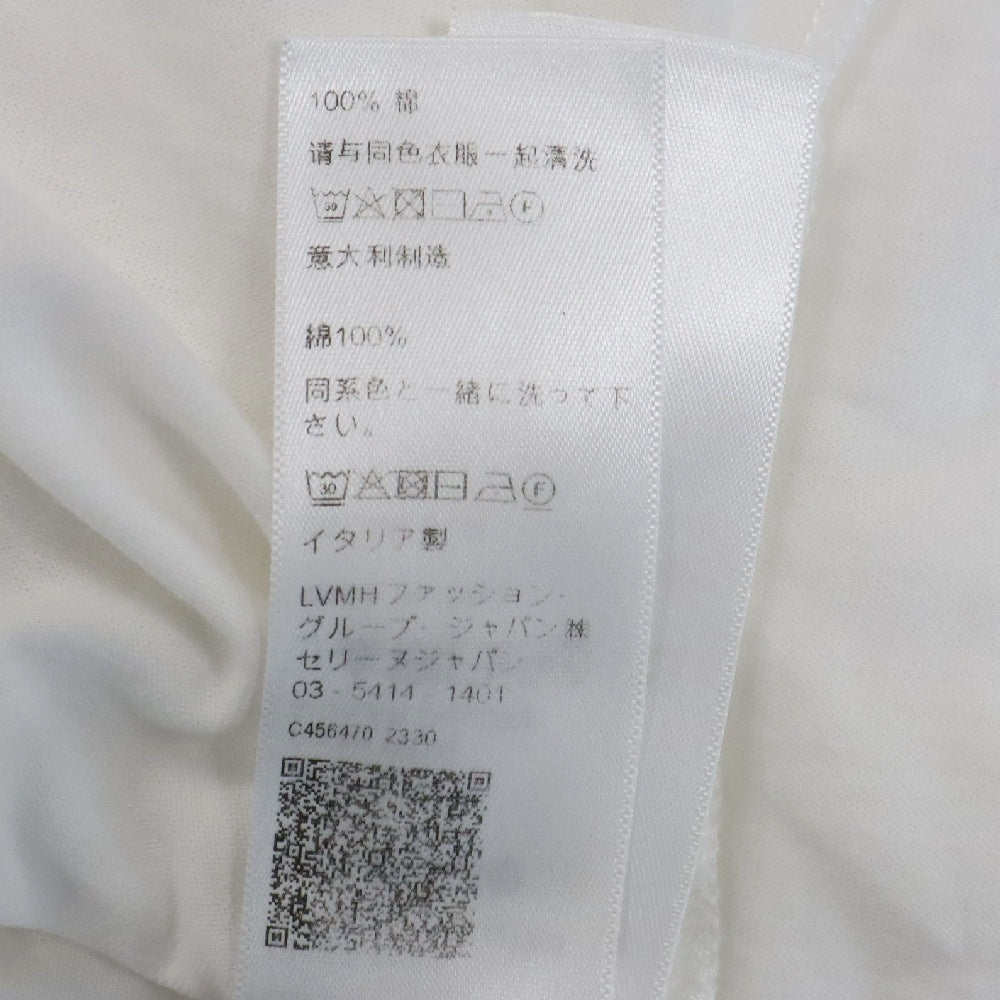 100% 棉
请与同色衣服一起清洗
意大利制造
綿100%
同系色と一緒に洗って下
さい。
30
F
イタリア製
LVMHファッション・
グループ・ジャパン㈱
セリーヌジャパン
03 - 5414 - 1401
C456470 2330